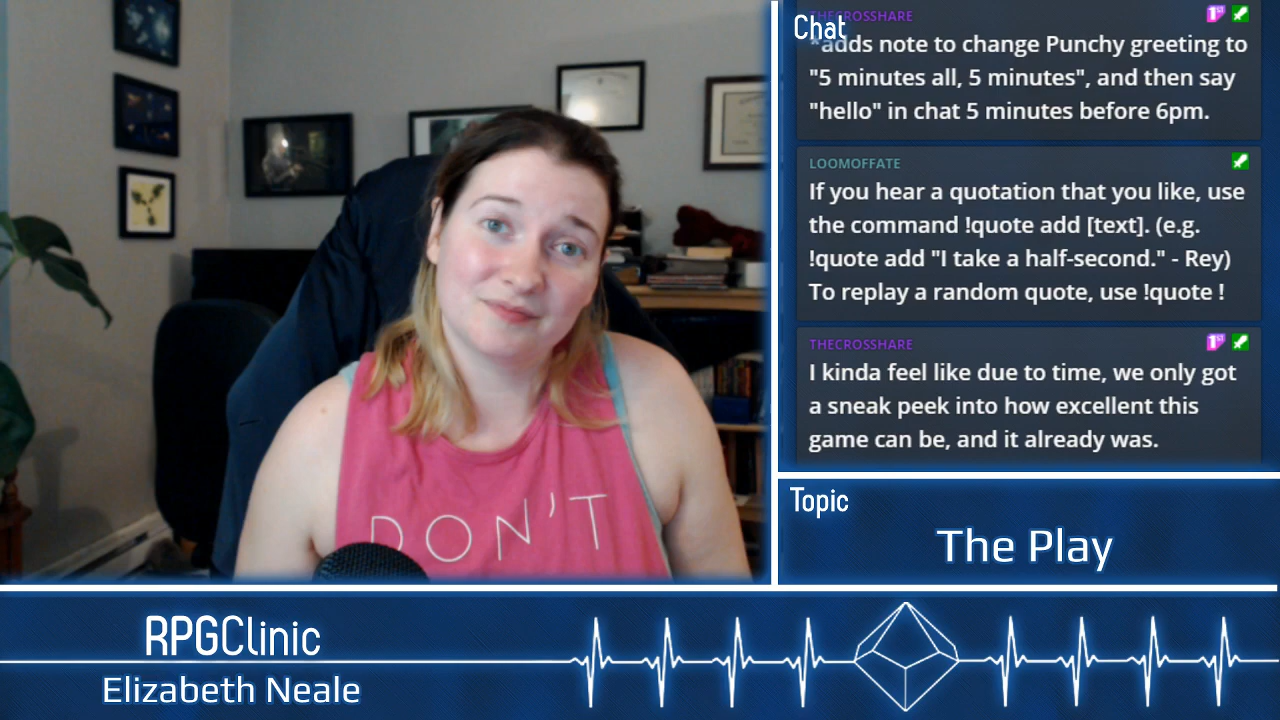 DON'T
Chat
THECROSSHARE
*adds note to change Punchy greeting to
"5 minutes all, 5 minutes", and then say
"hello" in chat 5 minutes before 6pm.
LOOMOFFATE
If you hear a quotation that you like, use
the command !quote add [text]. (e.g.
!quote add "I take a half-second." - Rey)
To replay a random quote, use !quote !
THECROSSHARE
I kinda feel like due to time, we only got
a sneak peek into how excellent this
game can be, and it already was.
Topic
The Play
RPGClinic
Elizabeth Neale